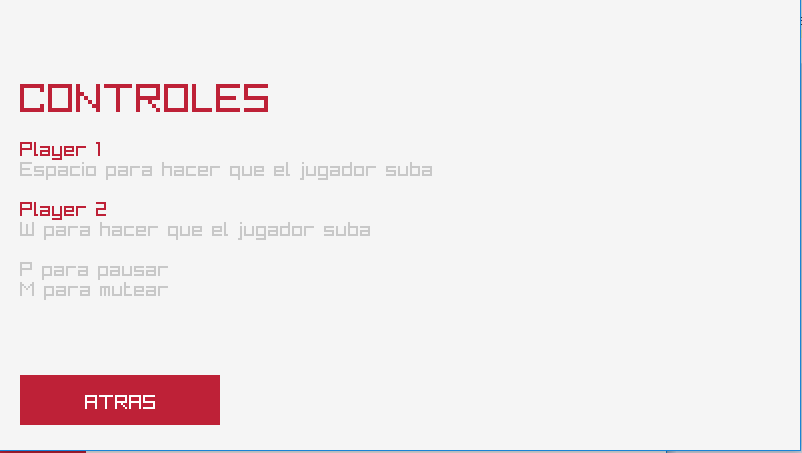 CONTROLES
Player 1
Espacio para hacer que el jugador suba
Player 2
W para hacer que el jugador suba
P para pausar
M para mutear
ATRAS